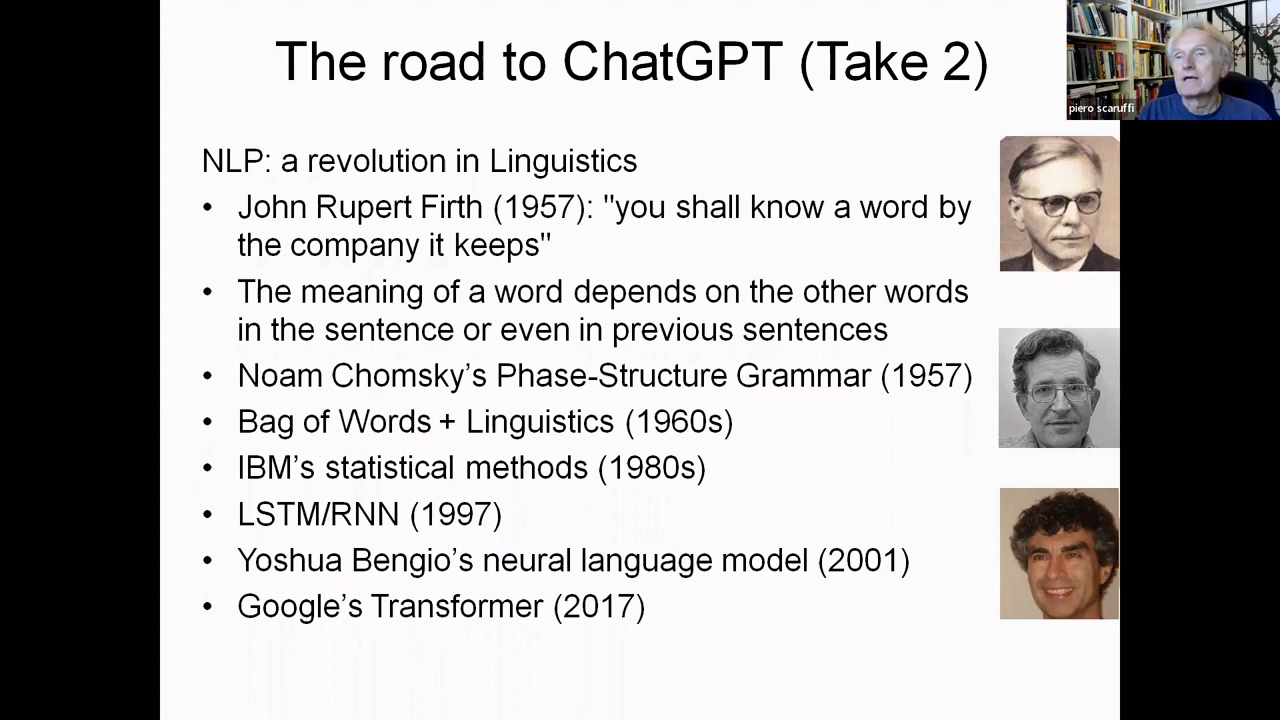 The road to ChatGPT (Take 2)
piero scaruffi
NLP: a revolution in Linguistics
• John Rupert Firth (1957): "you shall know a word by
the company it keeps"
• The meaning of a word depends on the other words
in the sentence or even in previous sentences
• Noam Chomsky’s Phase-Structure Grammar (1957)
• Bag of Words + Linguistics (1960s)
• IBM’s statistical methods (1980s)
• LSTM/RNN (1997)
• Yoshua Bengio’s neural language model (2001)
• Google’s Transformer (2017)